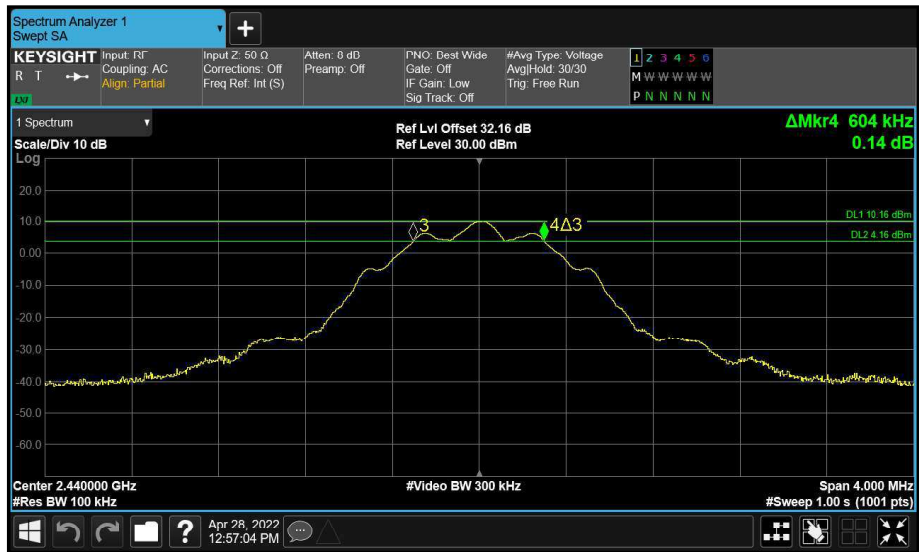 Spectrum Analyzer 1
Swept SA
+
KEYSIGHT
R T
LXI
Input: RF
Coupling: AC
Align: Partial
Input Z: 50 Ω
Corrections: Off
Freq Ref: Int (S)
Atten: 8 dB
Preamp: Off
PNO: Best Wide
Gate: Off
IF Gain: Low
Sig Track: Off
#Avg Type: Voltage
Avg|Hold: 30/30
Trig: Free Run
1 2 3 4 5 6
M W W W W W
P N N N N N
1 Spectrum
Scale/Div 10 dB
Log
Ref Lvl Offset 32.16 dB
Ref Level 30.00 dBm
ΔMkr4 604 kHz
0.14 dB
20.0
10.0
0.00
-10.0
-20.0
-30.0
-40.0
-50.0
-60.0
3
4Δ3
DL1 10.16 dBm
DL2 4.16 dBm
Center 2.440000 GHz
#Res BW 100 kHz
#Video BW 300 kHz
Span 4.000 MHz
#Sweep 1.00 s (1001 pts)
?
Apr 28, 2022
12:57:04 PM